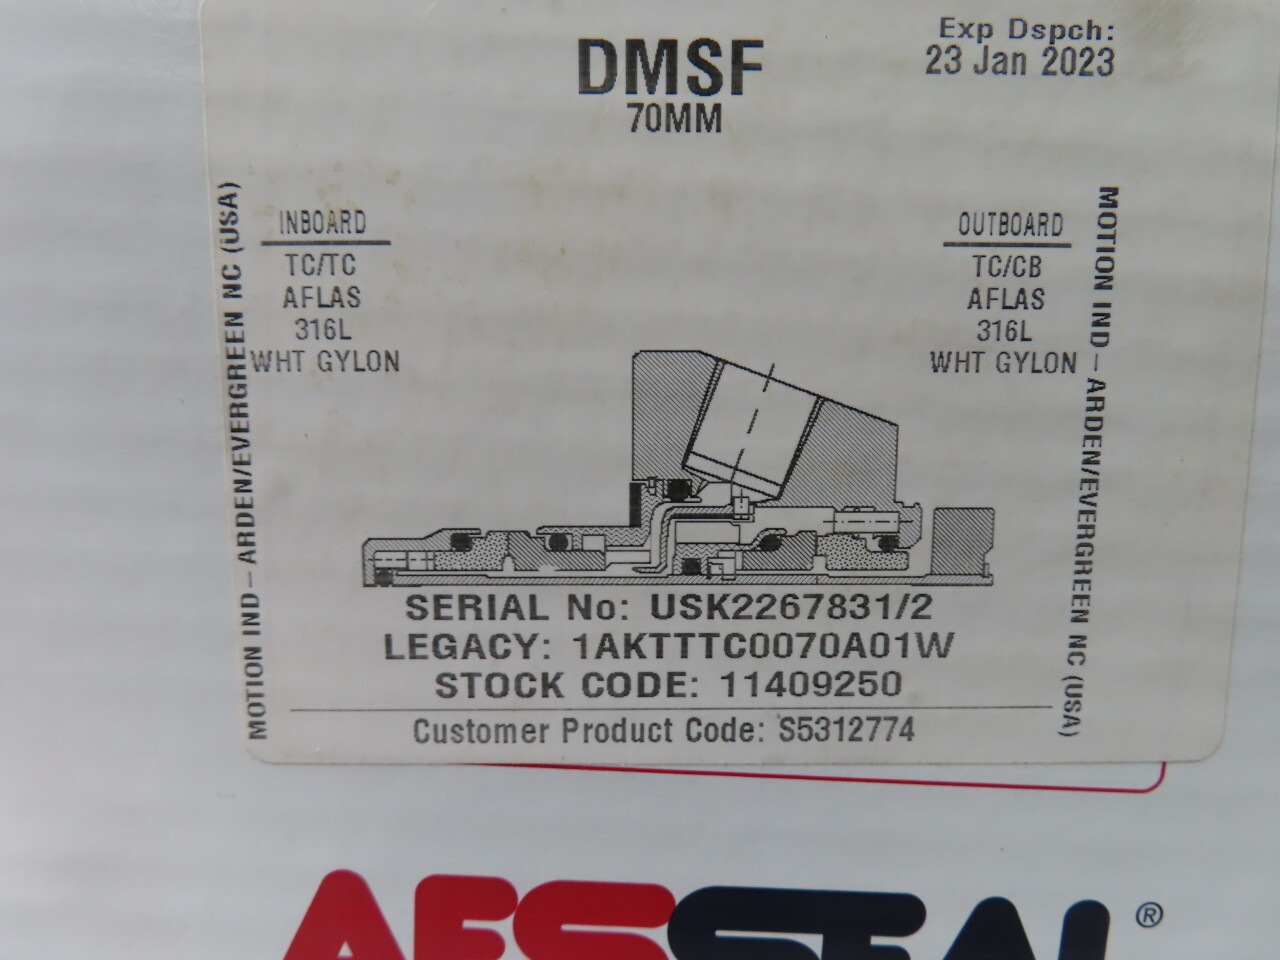 Exp Dspch:
23 Jan 2023
DMSF
70MM
MOTION IND - ARDEN/EVERGREEN NC (USA)
INBOARD
TC/TC
AFLAS
316L
WHT GYLON
OUTBOARD
TC/CB
AFLAS
316L
WHT GYLON
MOTION IND - ARDEN/EVERGREEN NC (USA)
SERIAL No: USK2267831/2
LEGACY: 1AKTTTC0070A01W
STOCK CODE: 11409250
Customer Product Code: S5312774
AESSEAL ®